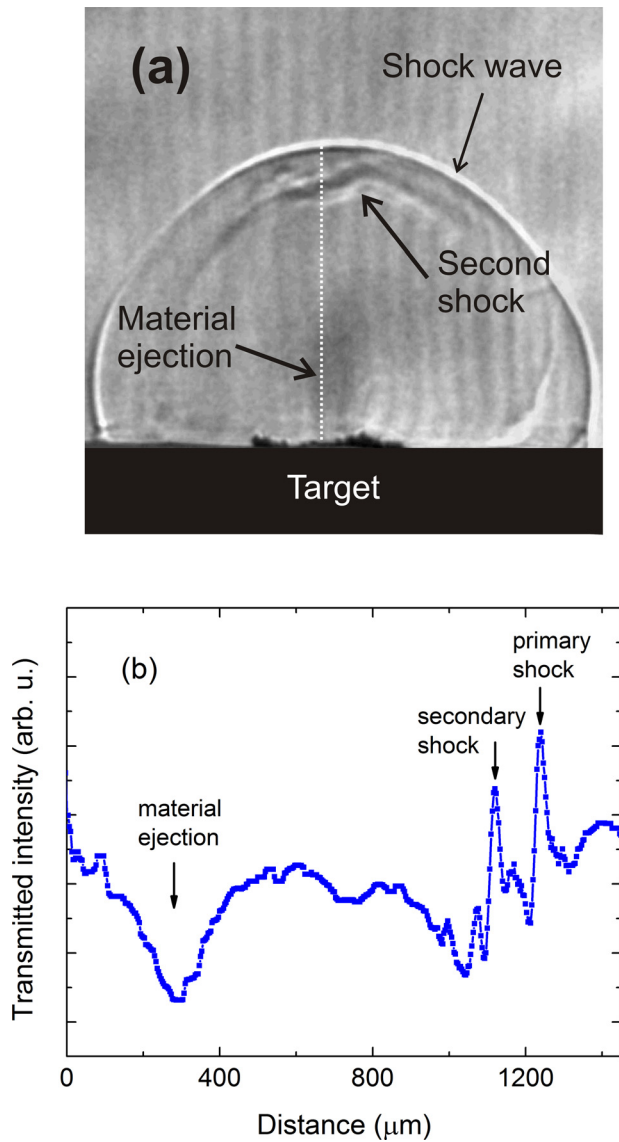 (a)
Shock wave
Second
shock
Material
ejection
Target
(b)
primary
shock
secondary
shock
material
ejection
Transmitted intensity (arb. u.)
0
400
800
1200
Distance (μm)